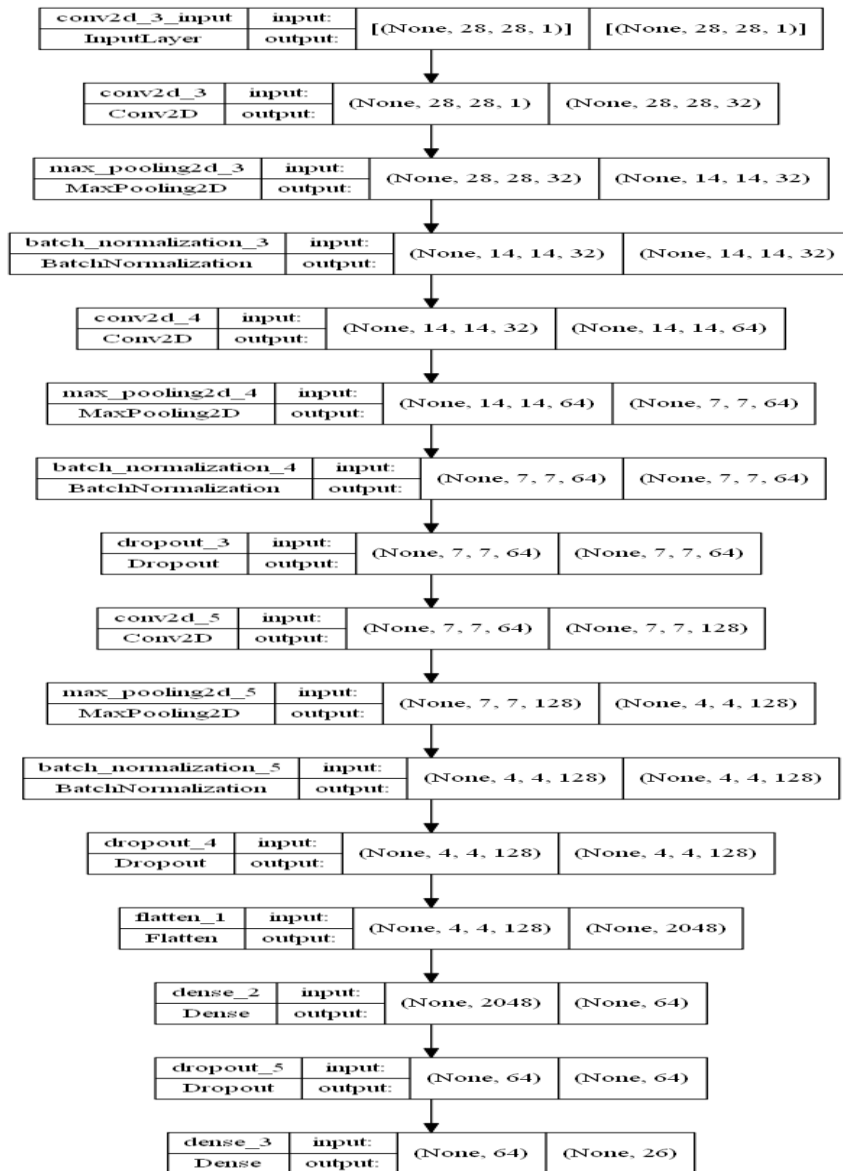 conv2d_3_input input: [(None, 28, 28, 1)] [(None, 28, 28, 1)]
InputLayer output:
conv2d_3 input: (None, 28, 28, 1) (None, 28, 28, 32)
Conv2D output:
max_pooling2d_3 input: (None, 28, 28, 32) (None, 14, 14, 32)
MaxPooling2D output:
batch_normalization_3 input: (None, 14, 14, 32) (None, 14, 14, 32)
BatchNormalization output:
conv2d_4 input: (None, 14, 14, 32) (None, 14, 14, 64)
Conv2D output:
max_pooling2d_4 input: (None, 14, 14, 64) (None, 7, 7, 64)
MaxPooling2D output:
batch_normalization_4 input: (None, 7, 7, 64) (None, 7, 7, 64)
BatchNormalization output:
dropout_3 input: (None, 7, 7, 64) (None, 7, 7, 64)
Dropout output:
conv2d_5 input: (None, 7, 7, 64) (None, 7, 7, 128)
Conv2D output:
max_pooling2d_5 input: (None, 7, 7, 128) (None, 4, 4, 128)
MaxPooling2D output:
batch_normalization_5 input: (None, 4, 4, 128) (None, 4, 4, 128)
BatchNormalization output:
dropout_4 input: (None, 4, 4, 128) (None, 4, 4, 128)
Dropout output:
flatten_1 input: (None, 4, 4, 128) (None, 2048)
Flatten output:
dense_2 input: (None, 2048) (None, 64)
Dense output:
dropout_5 input: (None, 64) (None, 64)
Dropout output:
dense_3 input: (None, 64) (None, 26)
Dense output: